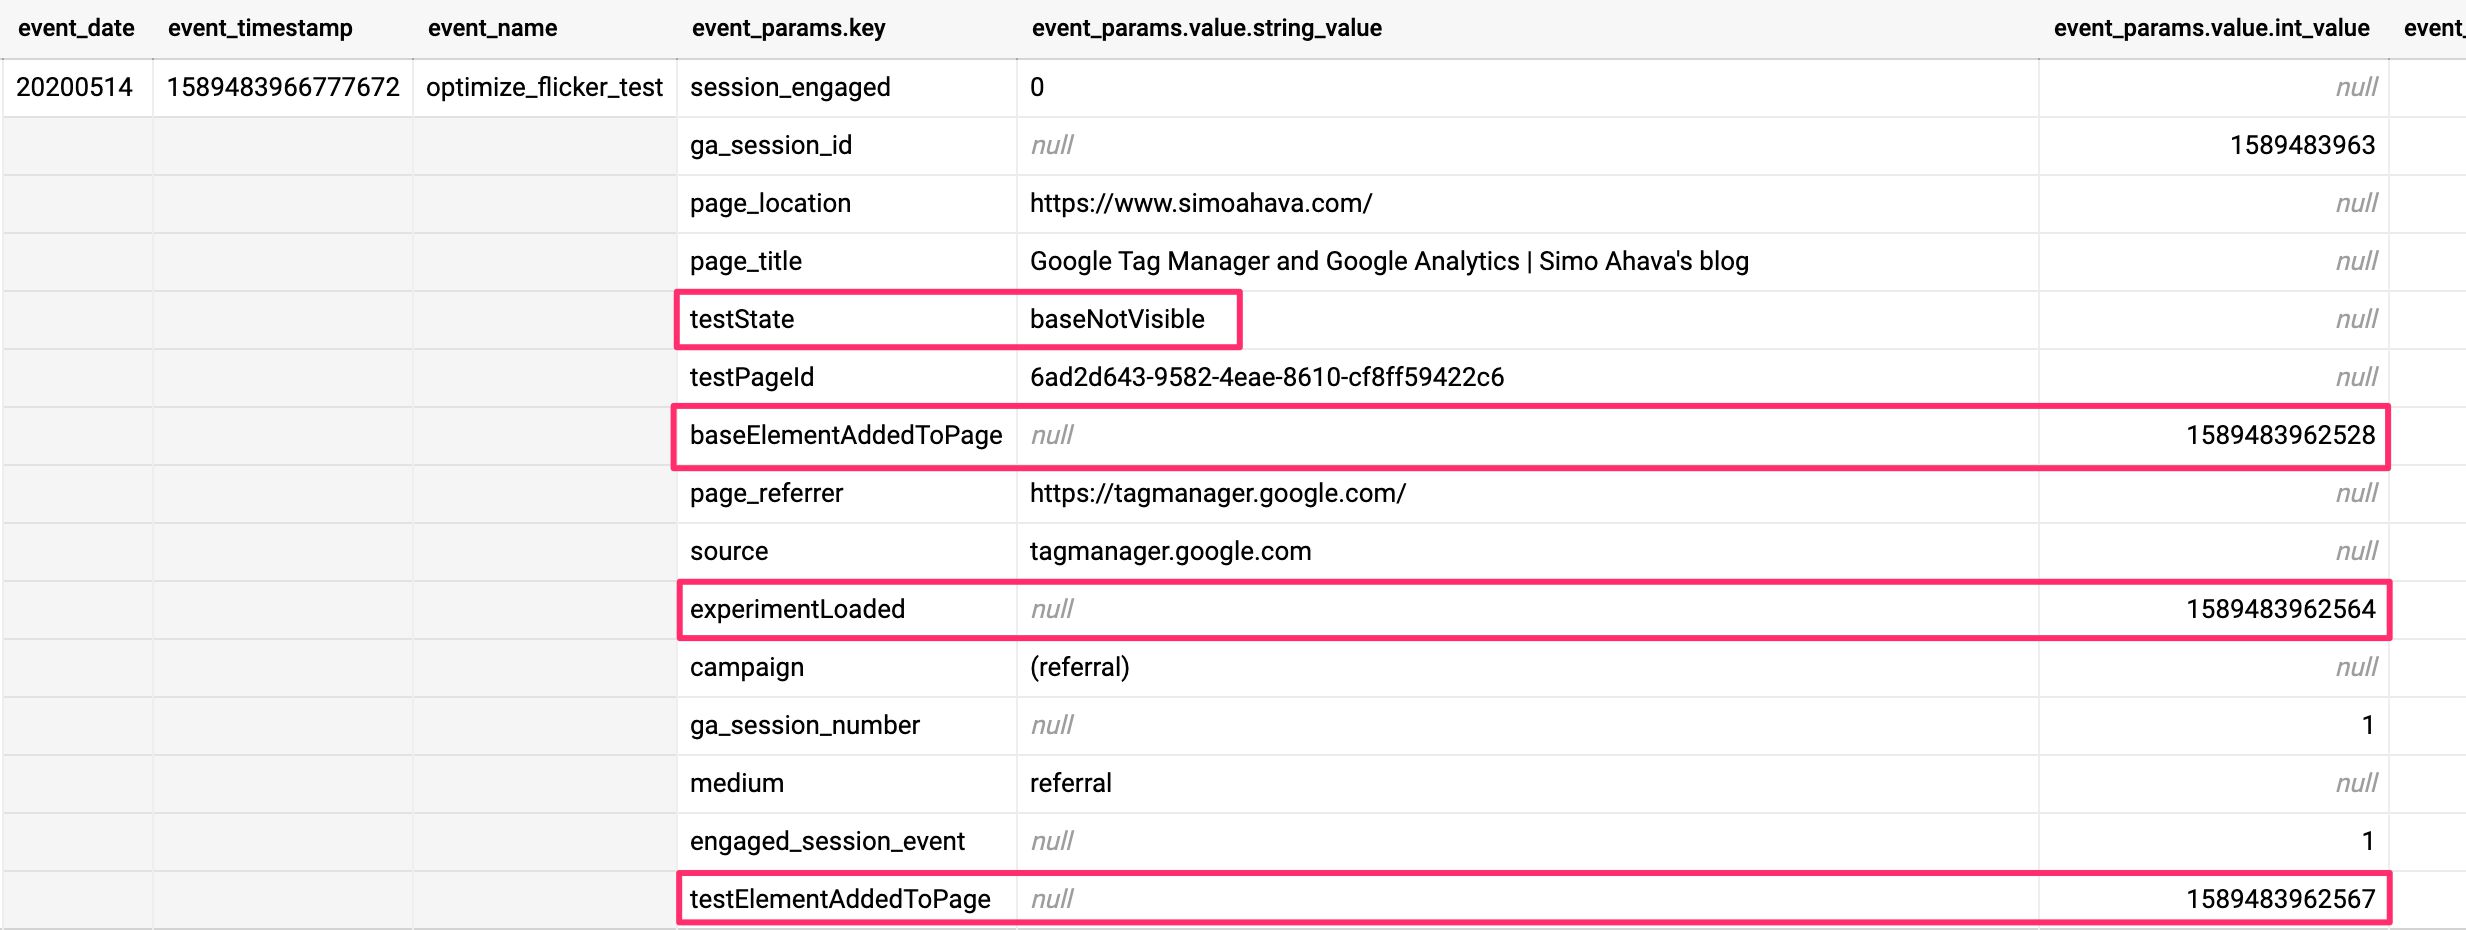 event_date event_timestamp event_name event_params.key event_params.value.string_value event_params.value.int_value event_
20200514 1589483966777672 optimize_flicker_test session_engaged 0 null
ga_session_id null 1589483963
page_location https://www.simoahava.com/ null
page_title Google Tag Manager and Google Analytics | Simo Ahava's blog null
testState baseNotVisible null
testPageId 6ad2d643-9582-4eae-8610-cf8ff59422c6 null
baseElementAddedToPage null 1589483962528
page_referrer https://tagmanager.google.com/ null
source tagmanager.google.com null
experimentLoaded null 1589483962564
campaign (referral) null
ga_session_number null 1
medium referral null
engaged_session_event null 1
testElementAddedToPage null 1589483962567